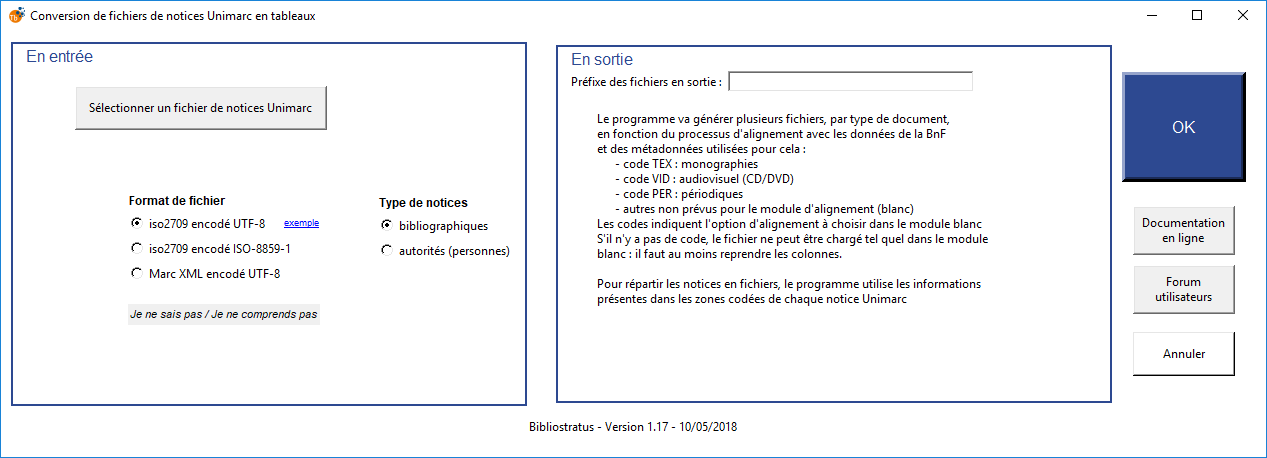 Conversion de fichiers de notices Unimarc en tableaux
En entrée
Sélectionner un fichier de notices Unimarc
Format de fichier
iso2709 encodé UTF-8 exemple
iso2709 encodé ISO-8859-1
Marc XML encodé UTF-8
Je ne sais pas / Je ne comprends pas
Type de notices
bibliographiques
autorités (personnes)
En sortie
Préfixe des fichiers en sortie :
Le programme va générer plusieurs fichiers, par type de document,
en fonction du processus d'alignement avec les données de la BnF
et des métadonnées utilisées pour cela :
- code TEX : monographies
- code VID : audiovisuel (CD/DVD)
- code PER : périodiques
- autres non prévus pour le module d'alignement (blanc)
Les codes indiquent l'option d'alignement à choisir dans le module blanc
S'il n'y a pas de code, le fichier ne peut être chargé tel quel dans le module
blanc : il faut au moins reprendre les colonnes.
Pour répartir les notices en fichiers, le programme utilise les informations
présentes dans les zones codées de chaque notice Unimarc
OK
Documentation
en ligne
Forum
utilisateurs
Annuler
Bibliostratus - Version 1.17 - 10/05/2018